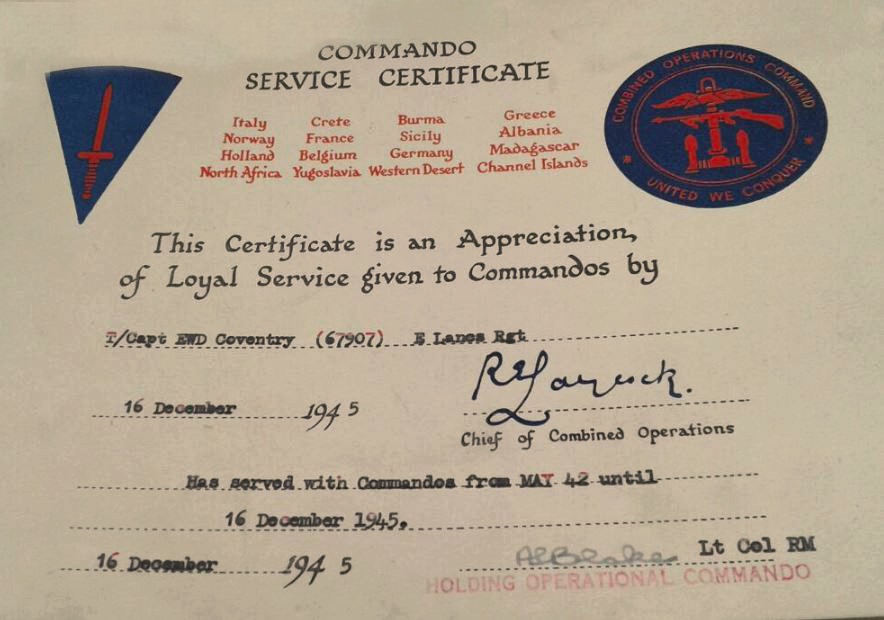 COMMANDO
SERVICE CERTIFICATE
Italy Crete Burma Greece
Norway France Sicily Albania
Holland Belgium Germany Madagascar
North Africa Yugoslavia Western Desert Channel Islands
COMBINED OPERATIONS COMMAND
UNITED WE CONQUER
This Certificate is an Appreciation,
of Loyal Service given to Commandos by
T/Capt EWD Coventry (67907) E Lancs Rgt
R E Laycock.
16 December 1945
Chief of Combined Operations
Has served with Commandos from MAY 42 until
16 December 1945.
16 December 1945
Lt Col RM
HOLDING OPERATIONAL COMMANDO